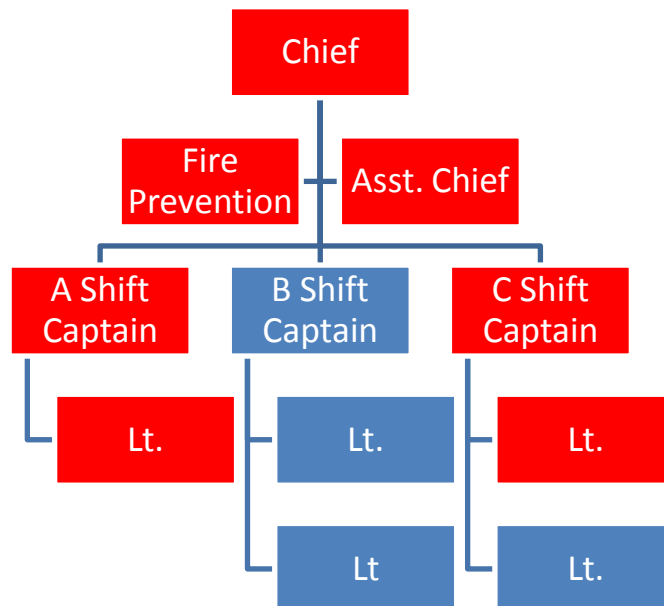 Chief
Fire
Prevention
Asst. Chief
A Shift
Captain
B Shift
Captain
C Shift
Captain
Lt.
Lt.
Lt.
Lt
Lt.